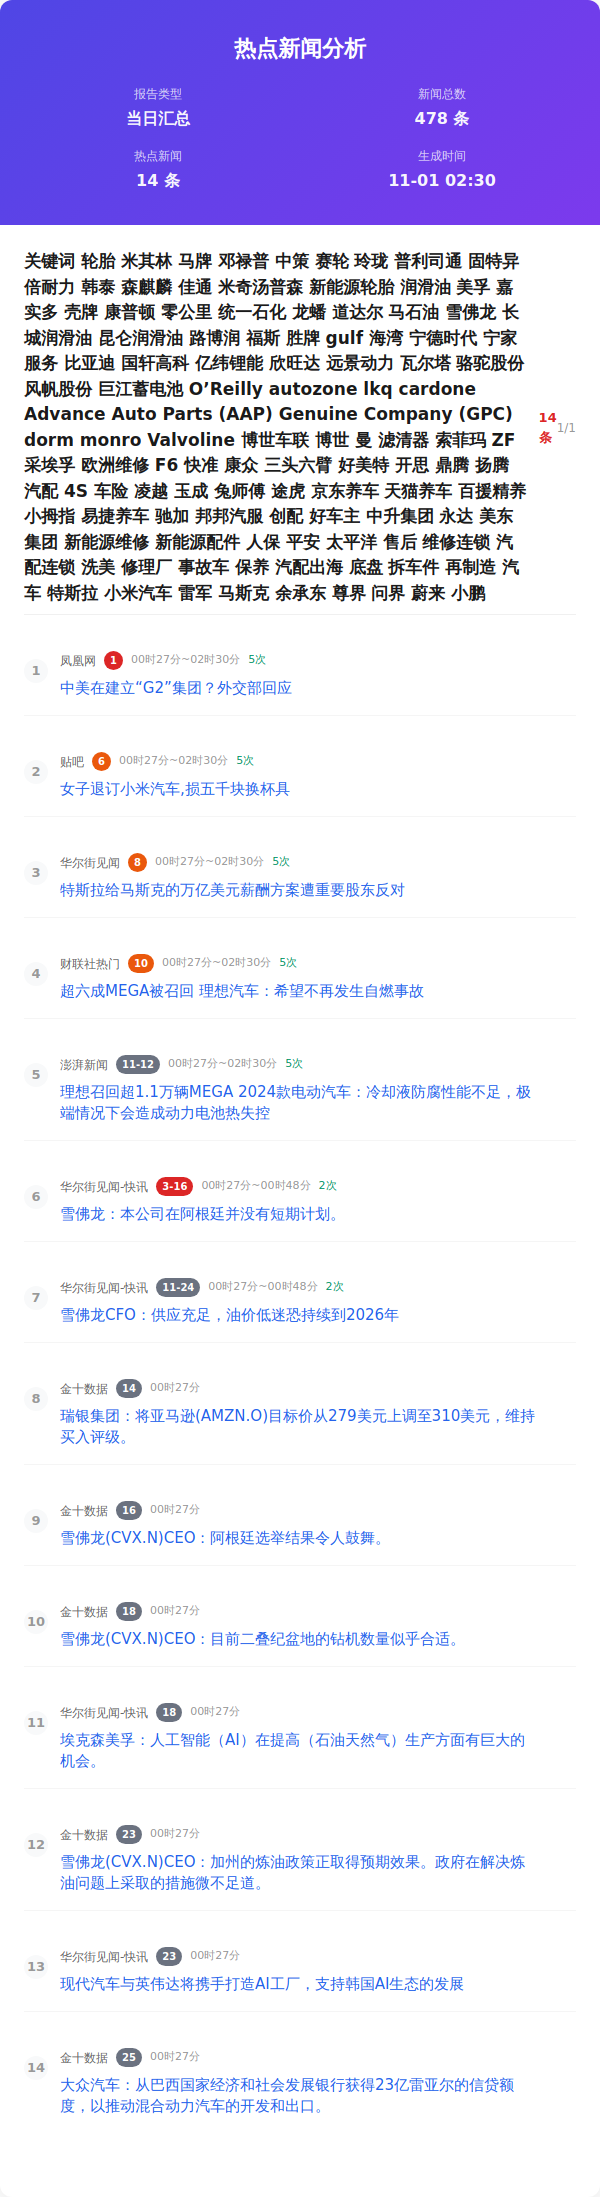 热点新闻分析
报告类型
当日汇总
新闻总数
478 条
热点新闻
14 条
生成时间
11-01 02:30
关键词 轮胎 米其林 马牌 邓禄普 中策 赛轮 玲珑 普利司通 固特异
倍耐力 韩泰 森麒麟 佳通 米奇汤普森 新能源轮胎 润滑油 美孚 嘉
实多 壳牌 康普顿 零公里 统一石化 龙蟠 道达尔 马石油 雪佛龙 长
城润滑油 昆仑润滑油 路博润 福斯 胜牌 gulf 海湾 宁德时代 宁家
服务 比亚迪 国轩高科 亿纬锂能 欣旺达 远景动力 瓦尔塔 骆驼股份
风帆股份 巨江蓄电池 O’Reilly autozone lkq cardone
Advance Auto Parts (AAP) Genuine Company (GPC)
dorm monro Valvoline 博世车联 博世 曼 滤清器 索菲玛 ZF
采埃孚 欧洲维修 F6 快准 康众 三头六臂 好美特 开思 鼎腾 扬腾
汽配 4S 车险 凌越 玉成 兔师傅 途虎 京东养车 天猫养车 百援精养
小拇指 易捷养车 驰加 邦邦汽服 创配 好车主 中升集团 永达 美东
集团 新能源维修 新能源配件 人保 平安 太平洋 售后 维修连锁 汽
配连锁 洗美 修理厂 事故车 保养 汽配出海 底盘 拆车件 再制造 汽
车 特斯拉 小米汽车 雷军 马斯克 余承东 尊界 问界 蔚来 小鹏
14
条
1/1
1
凤凰网 1 00时27分~02时30分 5次
中美在建立“G2”集团？外交部回应
2
贴吧 6 00时27分~02时30分 5次
女子退订小米汽车,损五千块换杯具
3
华尔街见闻 8 00时27分~02时30分 5次
特斯拉给马斯克的万亿美元薪酬方案遭重要股东反对
4
财联社热门 10 00时27分~02时30分 5次
超六成MEGA被召回 理想汽车：希望不再发生自燃事故
5
澎湃新闻 11-12 00时27分~02时30分 5次
理想召回超1.1万辆MEGA 2024款电动汽车：冷却液防腐性能不足，极
端情况下会造成动力电池热失控
6
华尔街见闻-快讯 3-16 00时27分~00时48分 2次
雪佛龙：本公司在阿根廷并没有短期计划。
7
华尔街见闻-快讯 11-24 00时27分~00时48分 2次
雪佛龙CFO：供应充足，油价低迷恐持续到2026年
8
金十数据 14 00时27分
瑞银集团：将亚马逊(AMZN.O)目标价从279美元上调至310美元，维持
买入评级。
9
金十数据 16 00时27分
雪佛龙(CVX.N)CEO：阿根廷选举结果令人鼓舞。
10
金十数据 18 00时27分
雪佛龙(CVX.N)CEO：目前二叠纪盆地的钻机数量似乎合适。
11
华尔街见闻-快讯 18 00时27分
埃克森美孚：人工智能（AI）在提高（石油天然气）生产方面有巨大的
机会。
12
金十数据 23 00时27分
雪佛龙(CVX.N)CEO：加州的炼油政策正取得预期效果。政府在解决炼
油问题上采取的措施微不足道。
13
华尔街见闻-快讯 23 00时27分
现代汽车与英伟达将携手打造AI工厂，支持韩国AI生态的发展
14
金十数据 25 00时27分
大众汽车：从巴西国家经济和社会发展银行获得23亿雷亚尔的信贷额
度，以推动混合动力汽车的开发和出口。